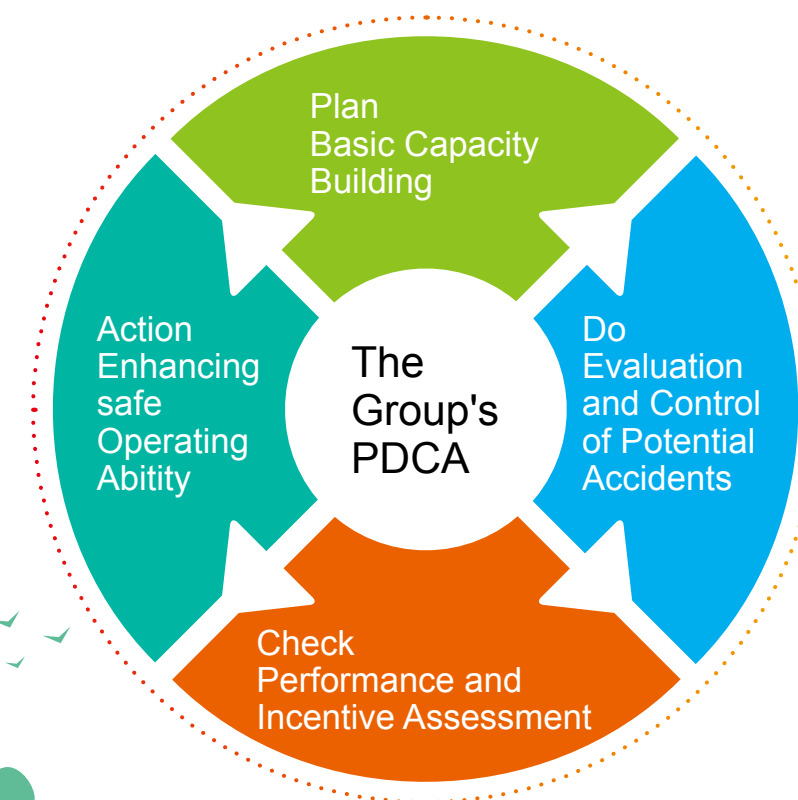 Plan
Basic Capacity
Building
Action
Enhancing
safe
Operating
Abitity
The
Group's
PDCA
Do
Evaluation
and Control
of Potential
Accidents
Check
Performance and
Incentive Assessment